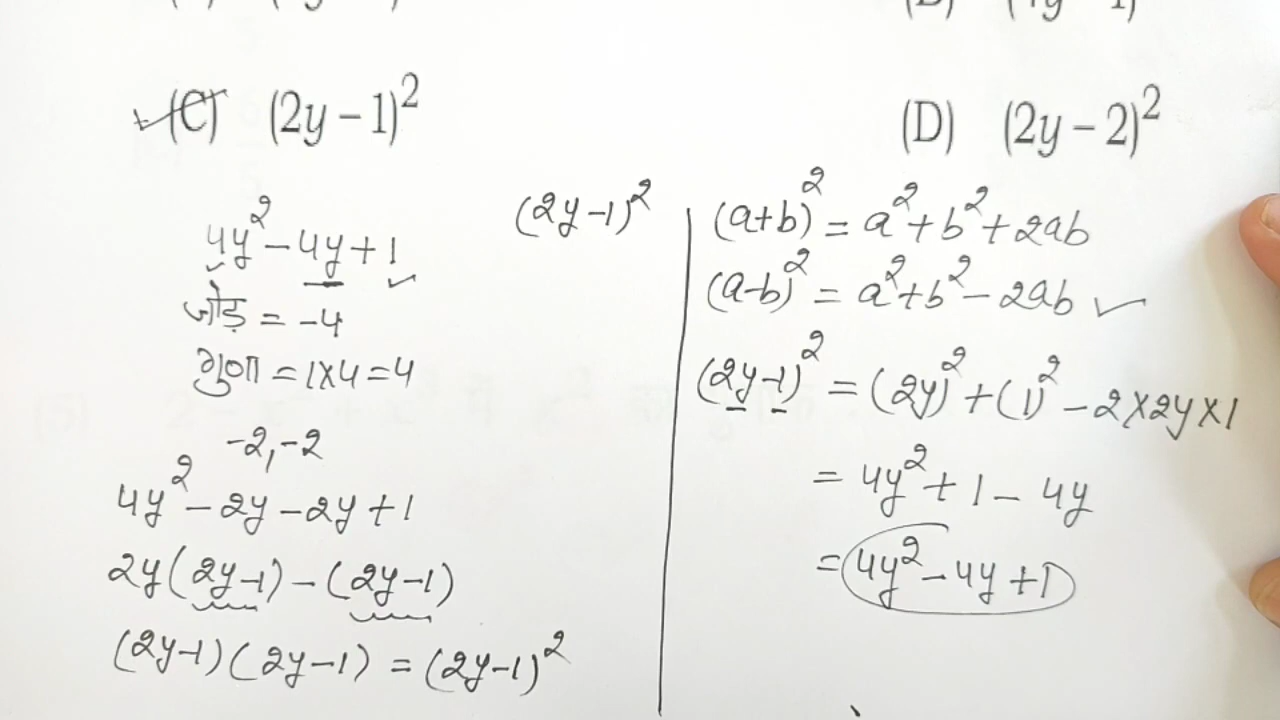 (C) (2y – 1)²
(D) (2y – 2)²
4y² – 4y + 1
जोड़ = –4
गुणा = 1×4 = 4
–2, –2
4y² – 2y – 2y + 1
2y(2y–1) – (2y–1)
(2y–1)(2y–1) = (2y–1)²
(2y–1)²
(a+b)² = a² + b² + 2ab
(a–b)² = a² + b² – 2ab ✓
(2y–1)² = (2y)² + (1)² – 2×2y×1
= 4y² + 1 – 4y
= 4y² – 4y + 1